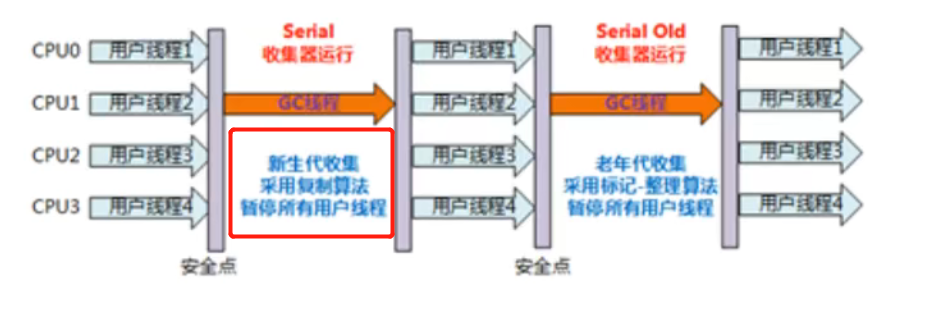 Serial
收集器运行
Serial Old
收集器运行
CPU0 用户线程1 用户线程1 用户线程1
CPU1 用户线程2 GC线程 用户线程2 GC线程 用户线程2
CPU2 用户线程3 用户线程3 用户线程3
CPU3 用户线程4 用户线程4 用户线程4
新生代收集
采用复制算法
暂停所有用户线程
老年代收集
采用标记-整理算法
暂停所有用户线程
安全点
安全点